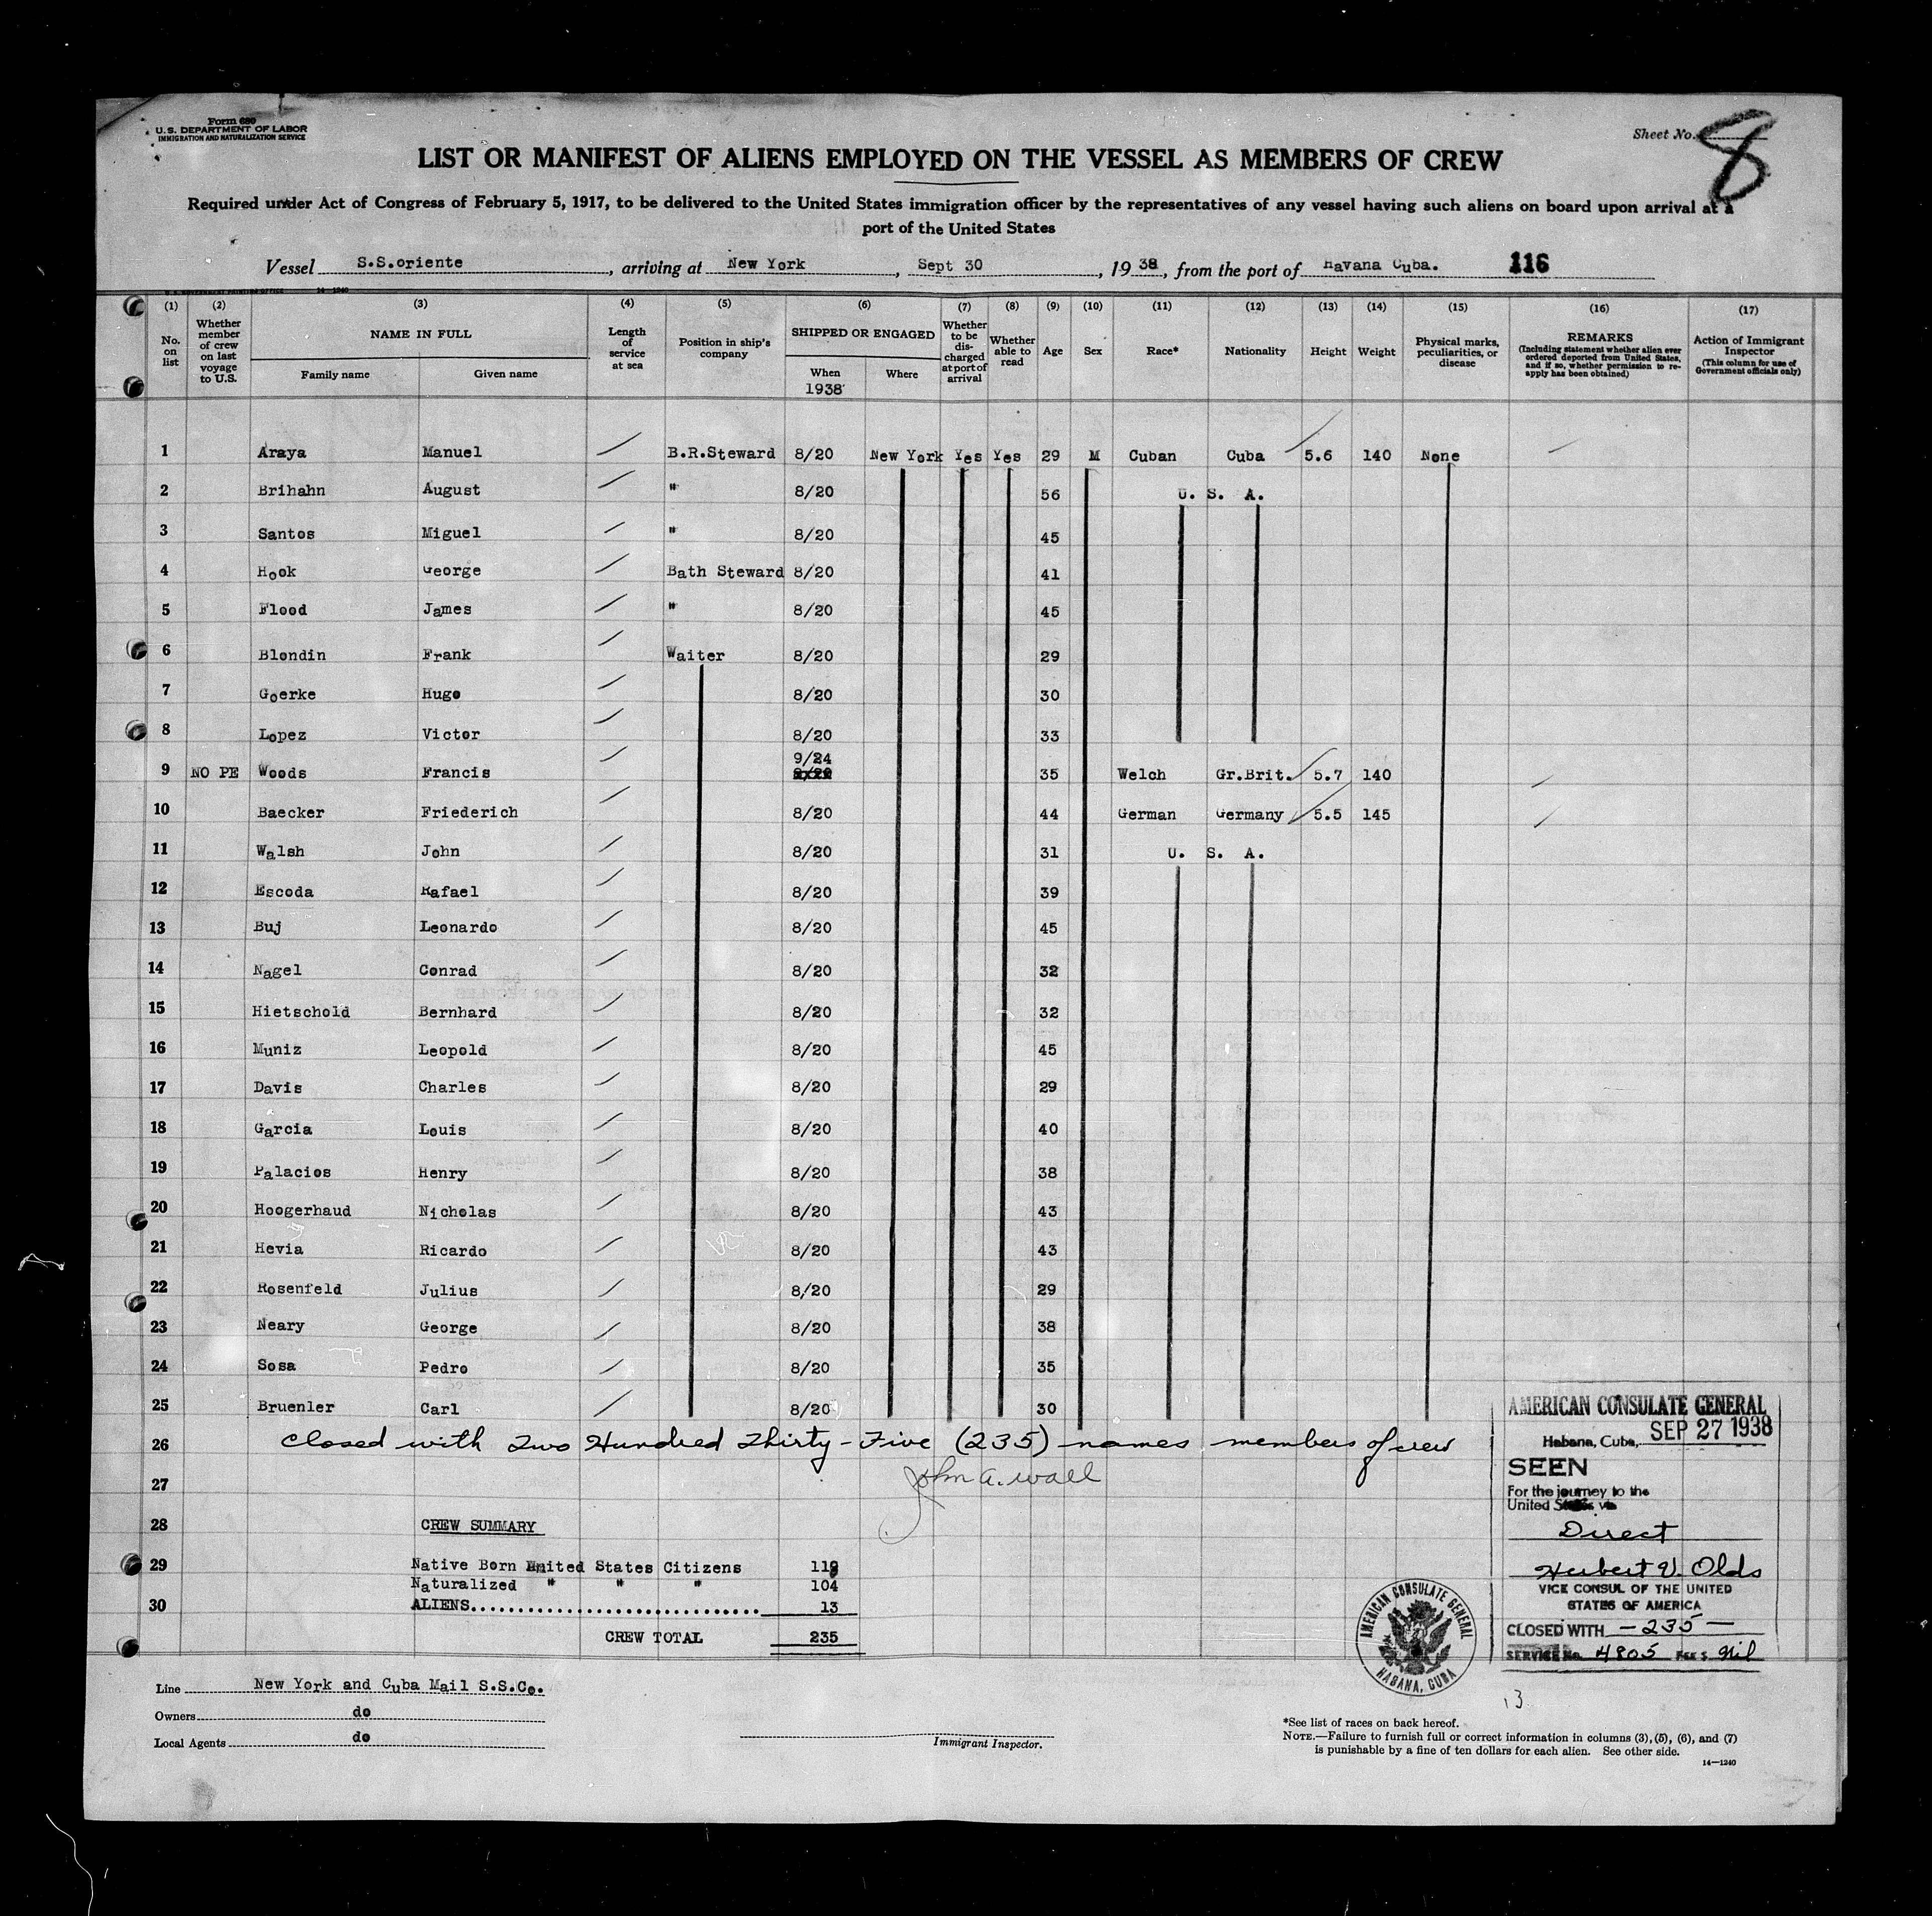 Form 680
U.S. DEPARTMENT OF LABOR
IMMIGRATION AND NATURALIZATION SERVICE
Sheet No. 8
LIST OR MANIFEST OF ALIENS EMPLOYED ON THE VESSEL AS MEMBERS OF CREW
Required under Act of Congress of February 5, 1917, to be delivered to the United States immigration officer by the representatives of any vessel having such aliens on board upon arrival at a
port of the United States
Vessel S.S.oriente, arriving at New York, Sept 30, 1938, from the port of Havana Cuba. 116
U. S. GOVERNMENT PRINTING OFFICE 14—1240
(1) No. on list
(2) Whether member of crew on last voyage to U.S.
(3) NAME IN FULL
Family name Given name
(4) Length of service at sea
(5) Position in ship's company
(6) SHIPPED OR ENGAGED
When 1938 Where
(7) Whether to be discharged at port of arrival
(8) Whether able to read
(9) Age
(10) Sex
(11) Race*
(12) Nationality
(13) Height
(14) Weight
(15) Physical marks, peculiarities, or disease
(16) REMARKS (Including statement whether alien ever ordered deported from United States, and if so, whether permission to re-apply has been obtained)
(17) Action of Immigrant Inspector (This column for use of Government officials only)
1 Araya Manuel B.R.Steward 8/20 New York Yes Yes 29 M Cuban Cuba 5.6 140 None
2 Brihahn August " 8/20 56 U. S. A.
3 Santos Miguel " 8/20 45
4 Hook George Bath Steward 8/20 41
5 Flood James " 8/20 45
6 Blondin Frank Waiter 8/20 29
7 Goerke Hugo 8/20 30
8 Lopez Victor 8/20 33
9 NO PE Woods Francis 9/24 35 Welch Gr.Brit. 5.7 140
10 Baecker Friederich 8/20 44 German Germany 5.5 145
11 Walsh John 8/20 31 U. S. A.
12 Escoda Rafael 8/20 39
13 Buj Leonardo 8/20 45
14 Nagel Conrad 8/20 32
15 Hietschold Bernhard 8/20 32
16 Muniz Leopold 8/20 45
17 Davis Charles 8/20 29
18 Garcia Louis 8/20 40
19 Palacios Henry 8/20 38
20 Hoogerhaud Nicholas 8/20 43
21 Hevia Ricardo 8/20 43
22 Rosenfeld Julius 8/20 29
23 Neary George 8/20 38
24 Sosa Pedro 8/20 35
25 Bruenler Carl 8/20 30
26 Closed with Two Hundred Thirty-Five (235) names members of crew
27 John A. Wall
28 CREW SUMMARY
29 Native Born United States Citizens
Naturalized " " " 104
30 ALIENS.............................. 13
CREW TOTAL 235
AMERICAN CONSULATE GENERAL
Habana, Cuba, SEP 27 1938
SEEN
For the journey to the
United States via
Direct
Herbert V. Olds
VICE CONSUL OF THE UNITED
STATES OF AMERICA
CLOSED WITH —235—
SERVICE No. 4805 FEE $ Nil
AMERICAN CONSULATE GENERAL
HABANA, CUBA
13
Line New York and Cuba Mail S.S.Co.
Owners do
Local Agents do
Immigrant Inspector.
*See list of races on back hereof.
NOTE.—Failure to furnish full or correct information in columns (3), (5), (6), and (7)
is punishable by a fine of ten dollars for each alien. See other side.
14—1240